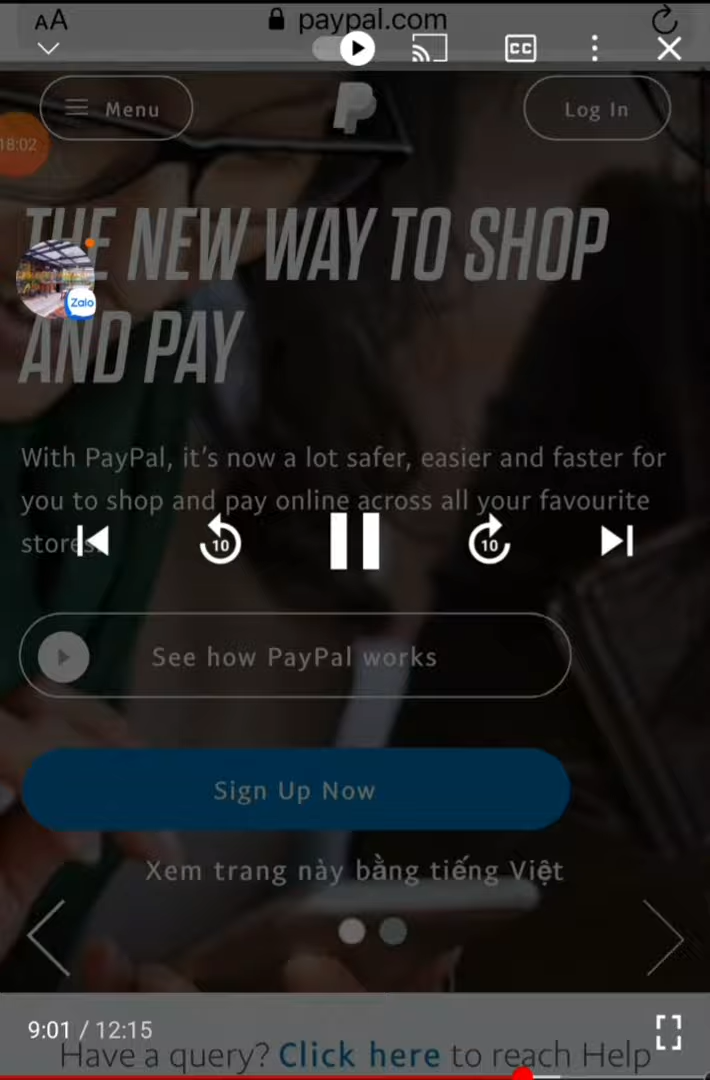 AA paypal.com
CC
Menu
Log In
18:02
THE NEW WAY TO SHOP
Zalo
AND PAY
With PayPal, it's now a lot safer, easier and faster for
you to shop and pay online across all your favourite
stores.
10 10
See how PayPal works
Sign Up Now
Xem trang này bằng tiếng Việt
9:01 / 12:15
Have a query? Click here to reach Help